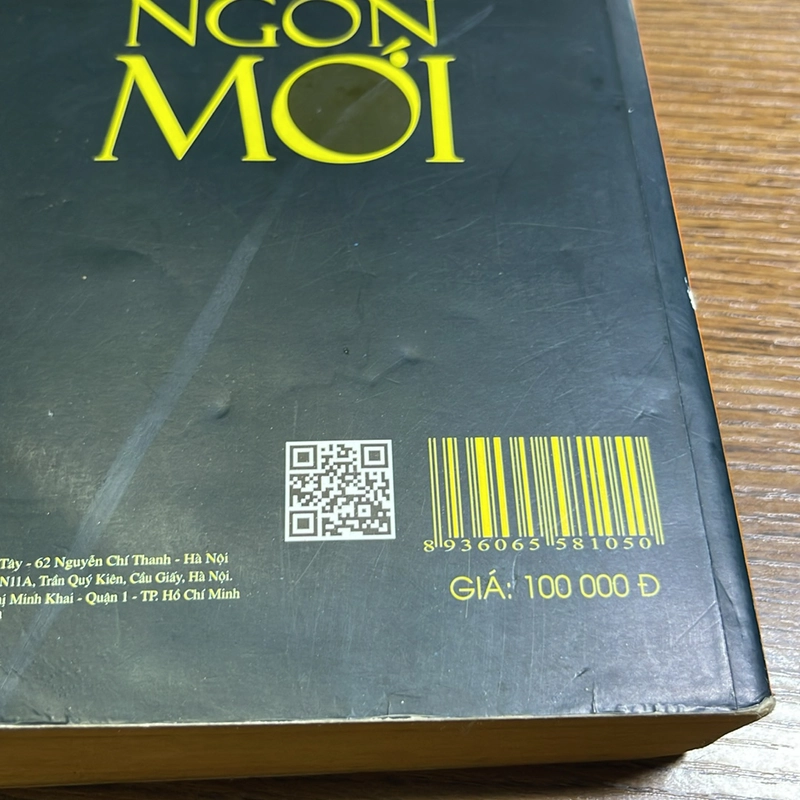 NGÔN
MỚI
8 936065 581050
GIÁ: 100 000 Đ
Tây - 62 Nguyễn Chí Thanh - Hà Nội
N11A, Trần Quý Kiên, Cầu Giấy, Hà Nội.
Minh Khai - Quận 1 - TP. Hồ Chí Minh